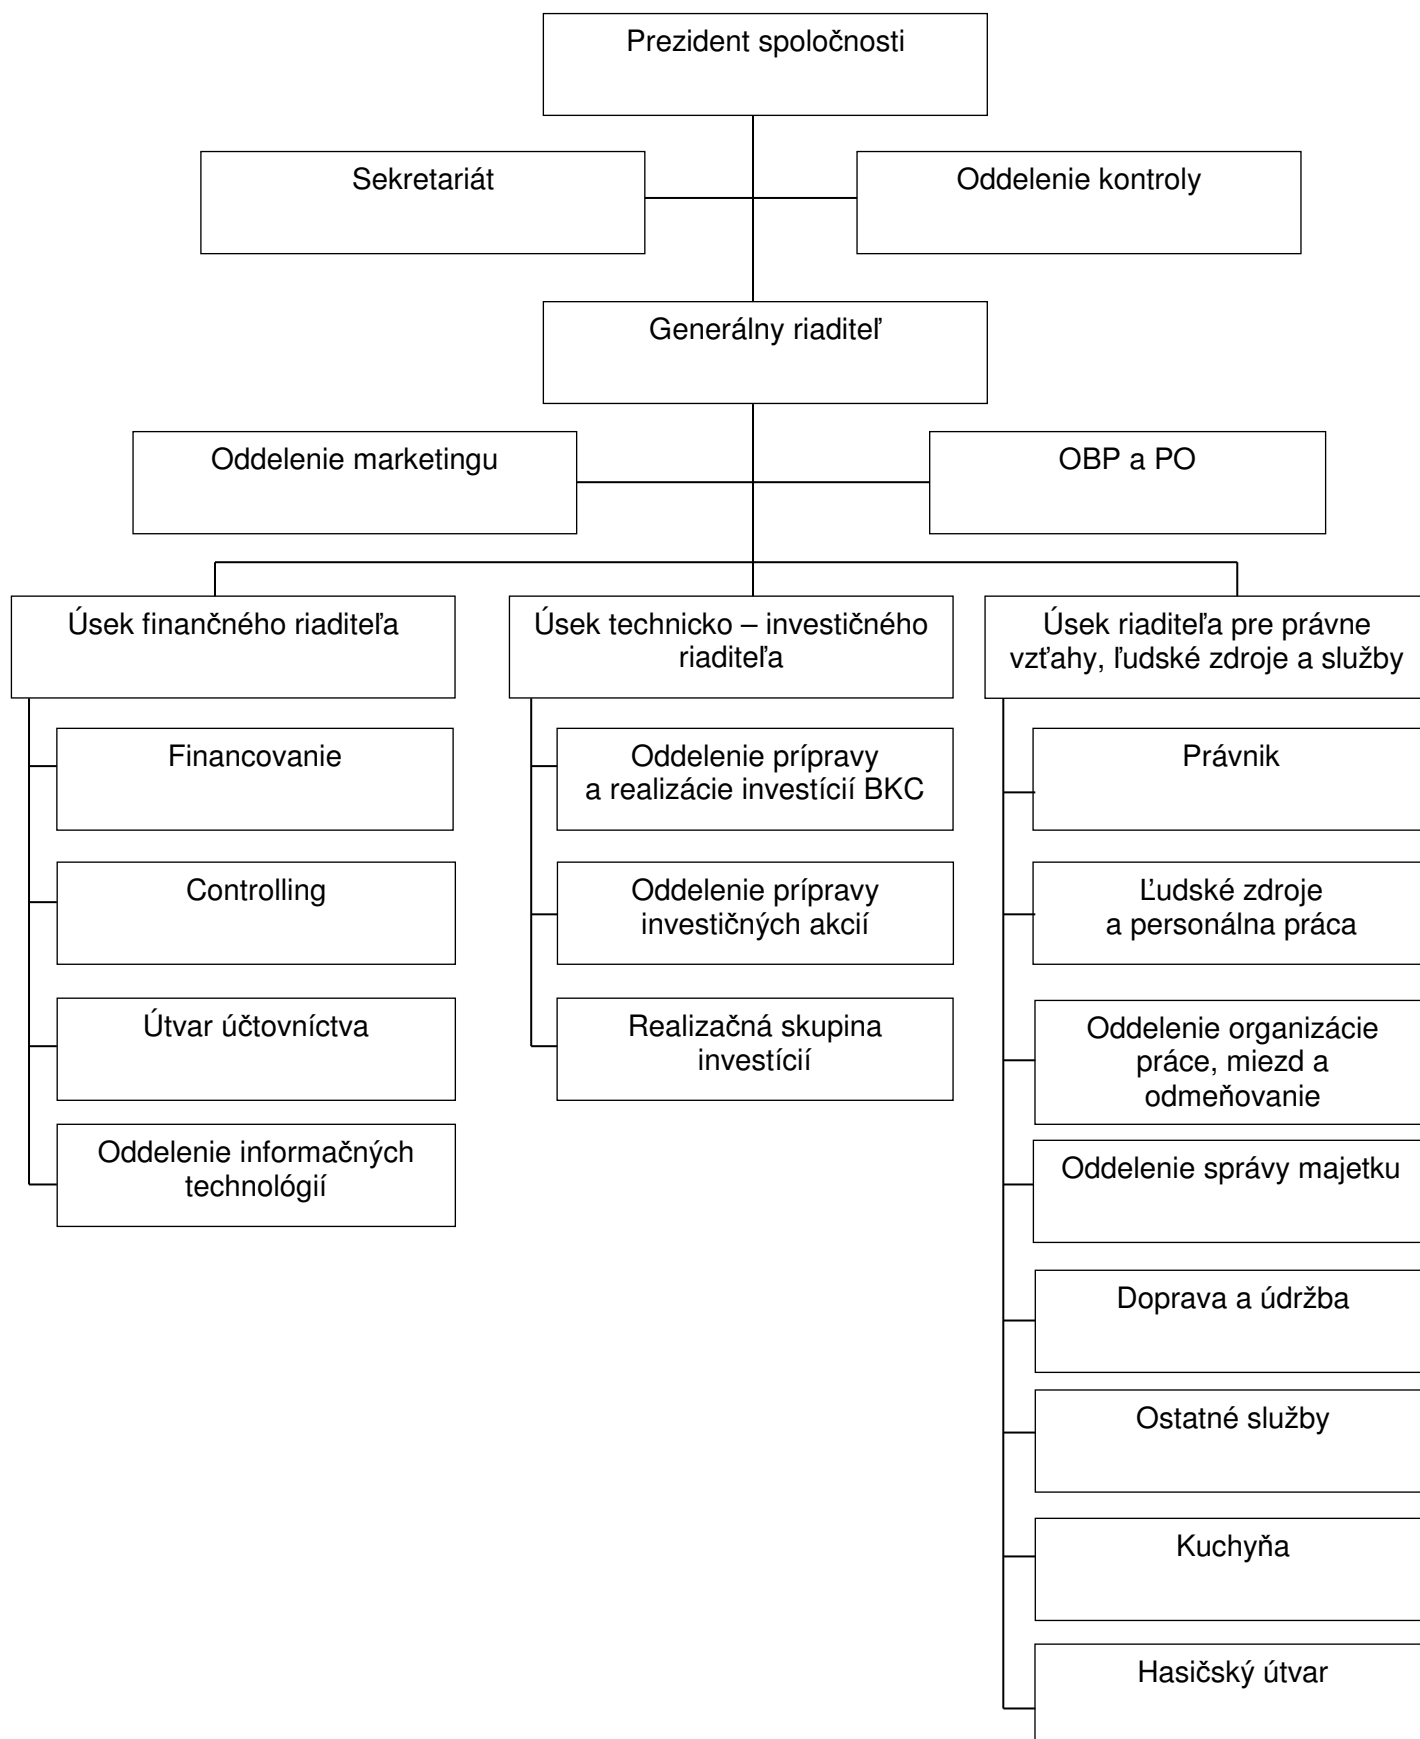 Prezident spoločnosti
Sekretariát
Oddelenie kontroly
Generálny riaditeľ
Oddelenie marketingu
OBP a PO
Úsek finančného riaditeľa
Úsek technicko – investičného
riaditeľa
Úsek riaditeľa pre právne
vzťahy, ľudské zdroje a služby
Financovanie
Controlling
Útvar účtovníctva
Oddelenie informačných
technológií
Oddelenie prípravy
a realizácie investícií BKC
Oddelenie prípravy
investičných akcií
Realizačná skupina
investícií
Právnik
Ľudské zdroje
a personálna práca
Oddelenie organizácie
práce, miezd a
odmeňovanie
Oddelenie správy majetku
Doprava a údržba
Ostatné služby
Kuchyňa
Hasičský útvar